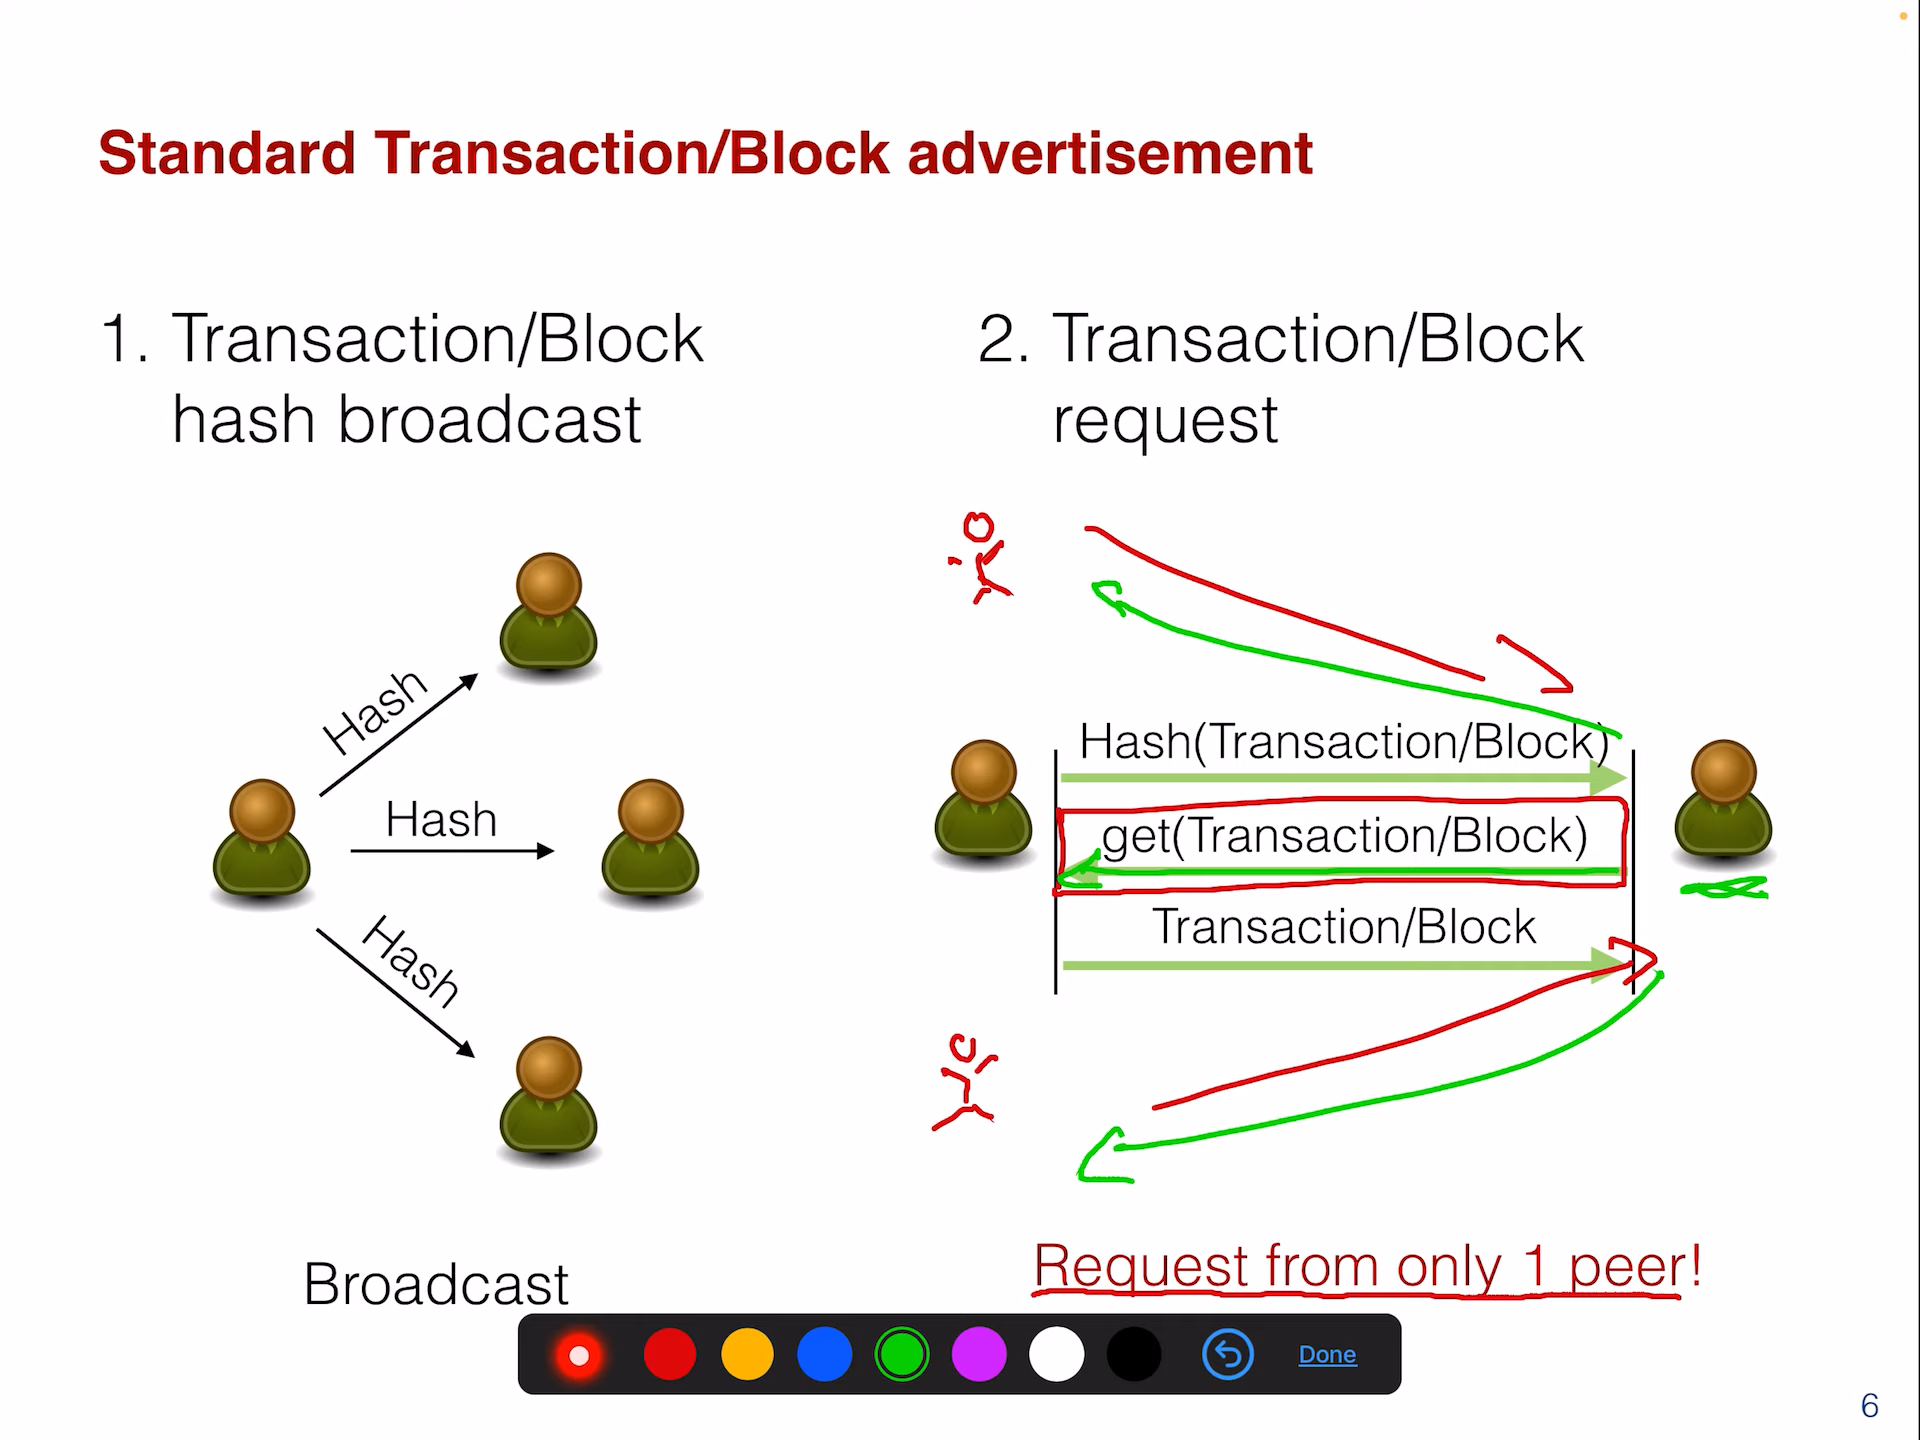 Standard Transaction/Block advertisement
1. Transaction/Block
hash broadcast
2. Transaction/Block
request
Hash
Hash
Hash
Broadcast
Hash(Transaction/Block)
get(Transaction/Block)
Transaction/Block
Request from only 1 peer!
Done
6